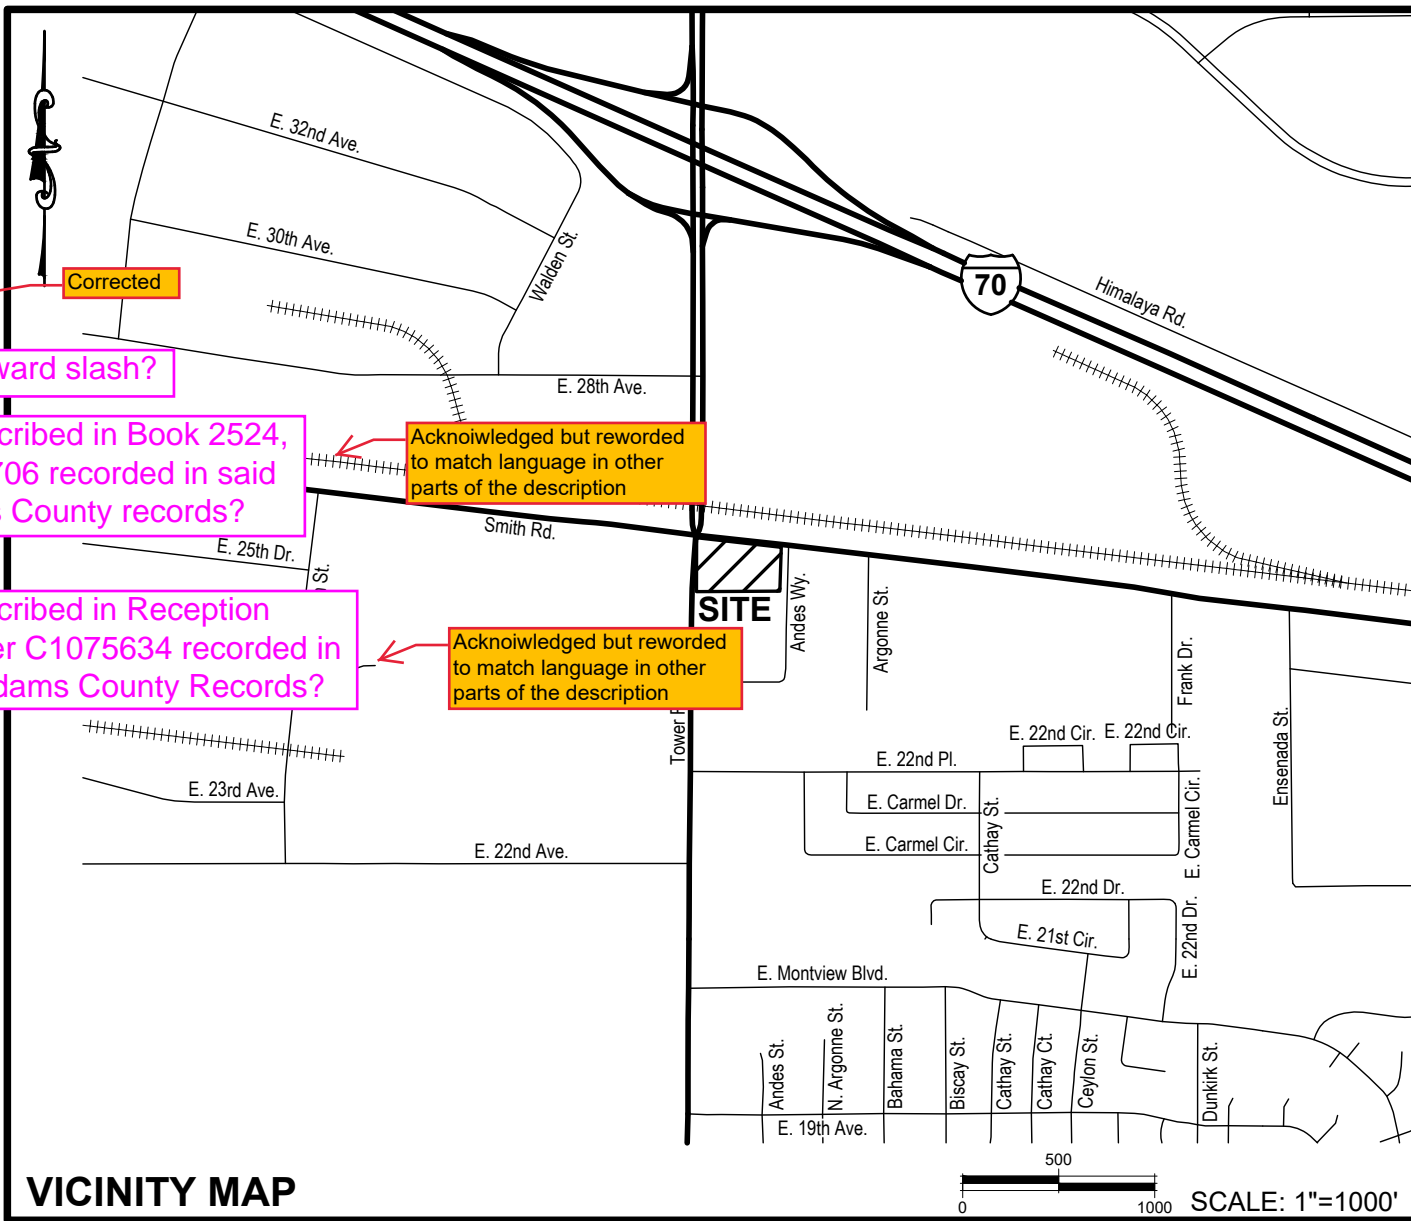 E. 32nd Ave.
E. 30th Ave.
Walden St.
Corrected
70
Himalaya Rd.
ward slash?
E. 28th Ave.
cribed in Book 2524,
706 recorded in said
s County records?
Acknoiwledged but reworded
to match language in other
parts of the description
Smith Rd.
E. 25th Dr.
St.
SITE
Andes Wy.
Argonne St.
Frank Dr.
Ensenada St.
cribed in Reception
er C1075634 recorded in
dams County Records?
Acknoiwledged but reworded
to match language in other
parts of the description
Tower
E. 22nd Cir.
E. 22nd Cir.
E. 22nd Pl.
E. 23rd Ave.
E. Carmel Dr.
E. Carmel Cir.
Cathay St.
E. Carmel Cir.
E. 22nd Ave.
E. 22nd Dr.
E. 21st Cir.
E. 22nd Dr.
E. Montview Blvd.
Andes St.
N. Argonne St.
Bahama St.
Biscay St.
Cathay St.
Cathay Ct.
Ceylon St.
Dunkirk St.
E. 19th Ave.
VICINITY MAP
500
0
1000
SCALE: 1"=1000'